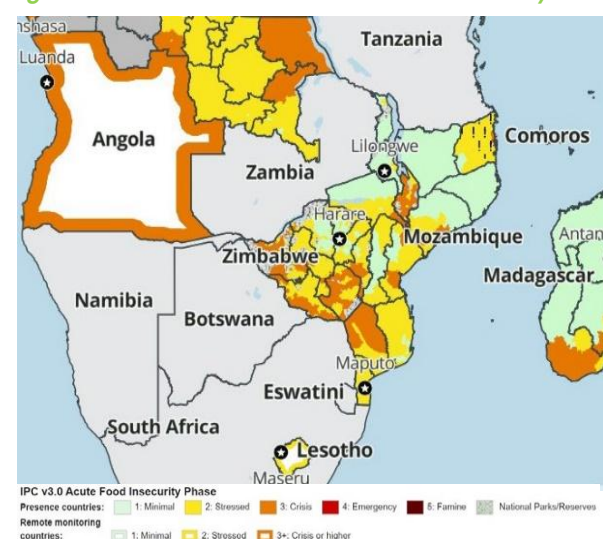 Luanda
Tanzania
Angola
Comoros
Lilongwe
Zambia
Harare
Mozambique
Zimbabwe
Antan
Madagascar
Namibia
Botswana
Maputo
Eswatini
South Africa
Lesotho
Maseru
IPC v3.0 Acute Food Insecurity Phase
Presence countries: 1: Minimal 2: Stressed 3: Crisis 4: Emergency 5: Famine National Parks/Reserves
Remote monitoring
countries: 1: Minimal 2: Stressed 3+: Crisis or higher